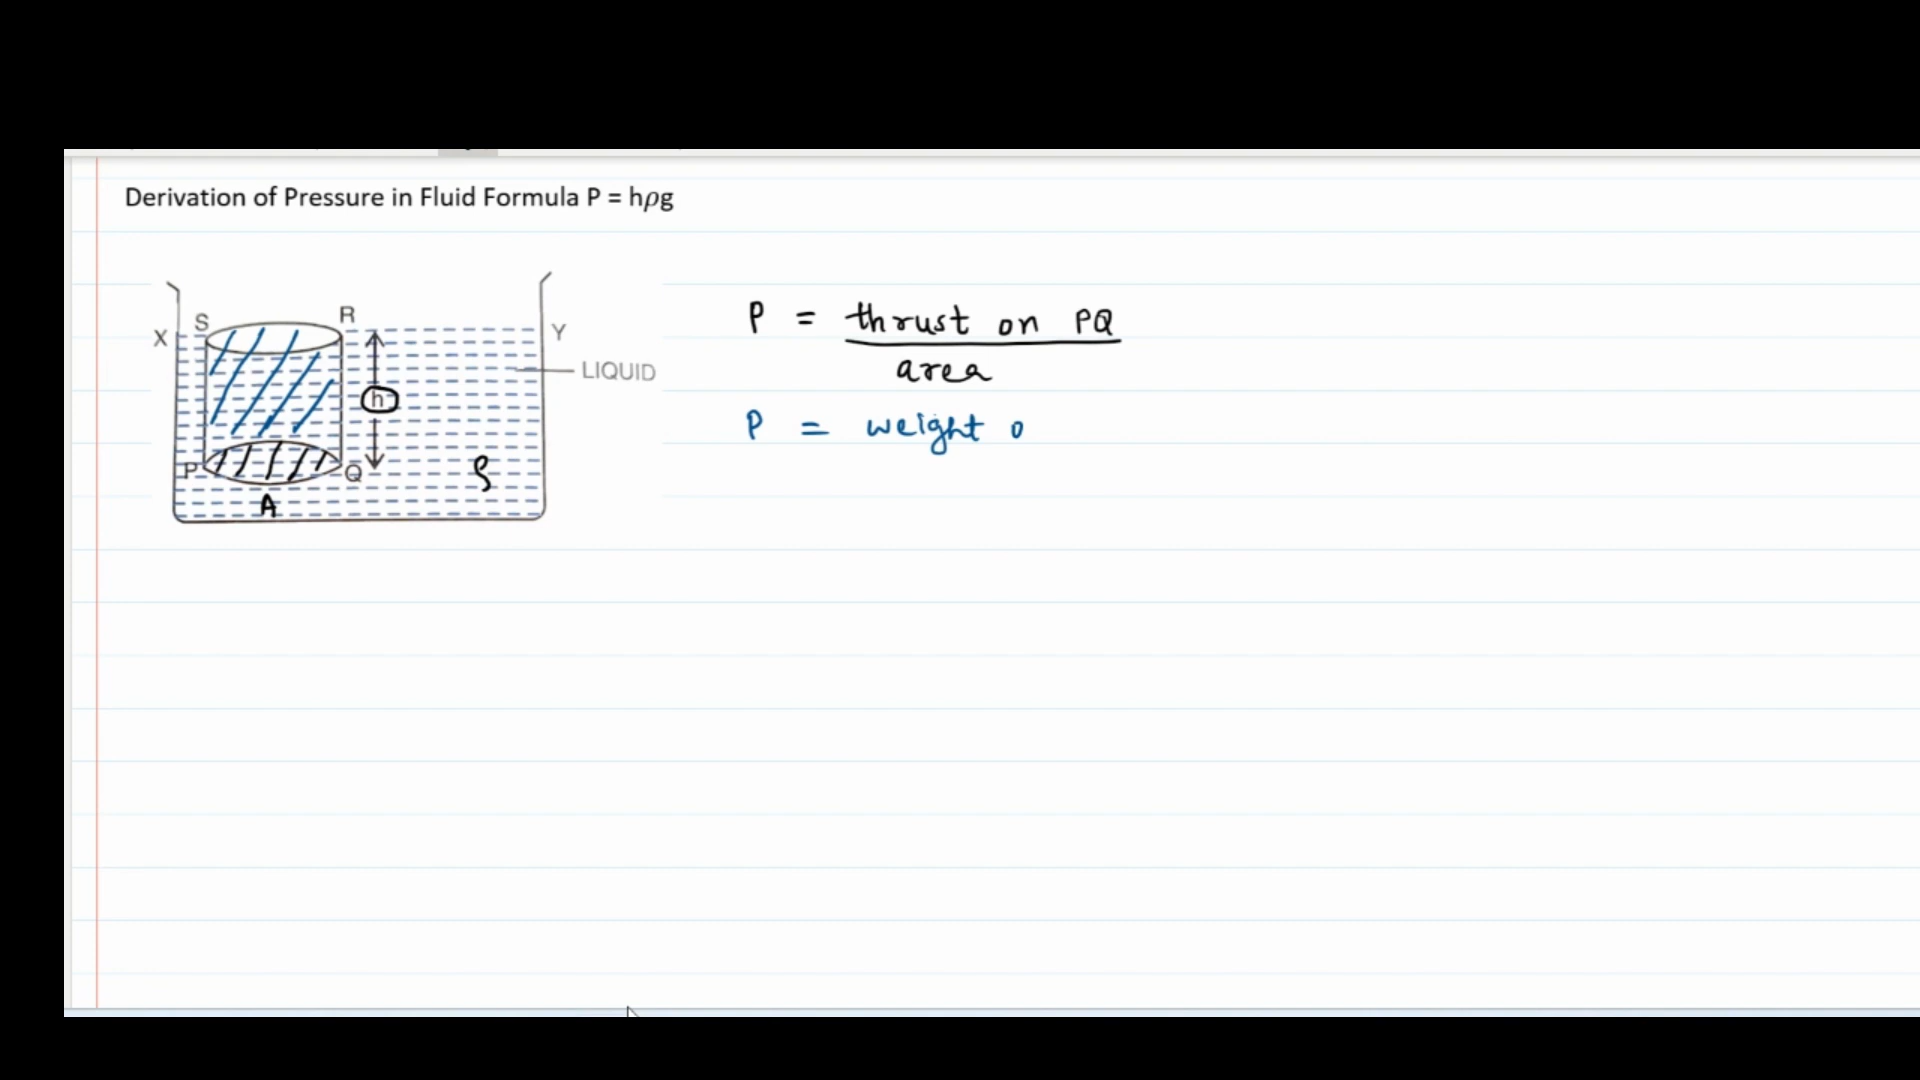 Derivation of Pressure in Fluid Formula P = hρg
S R
X Y
h
LIQUID
P Q
ρ
A
P = thrust on PQ
area
P = weight o